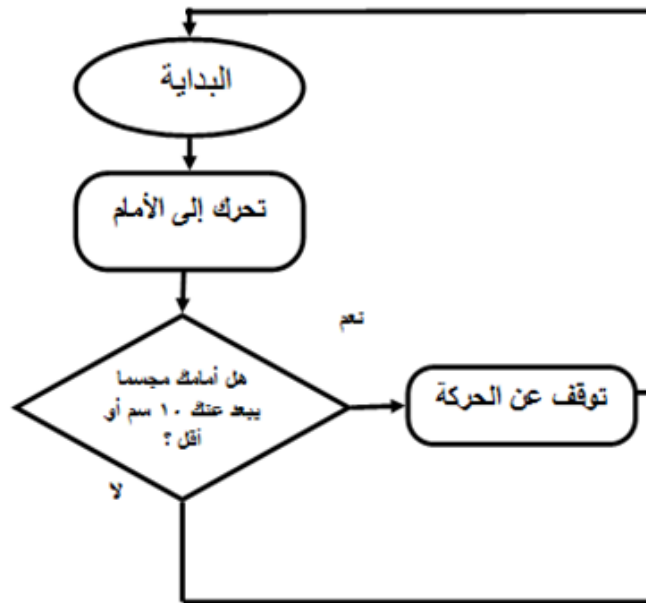 البداية
تحرك إلى الأمام
نعم
هل أمامك مجسما
يبعد عنك ١٠ سم أو
أقل ؟
توقف عن الحركة
لا